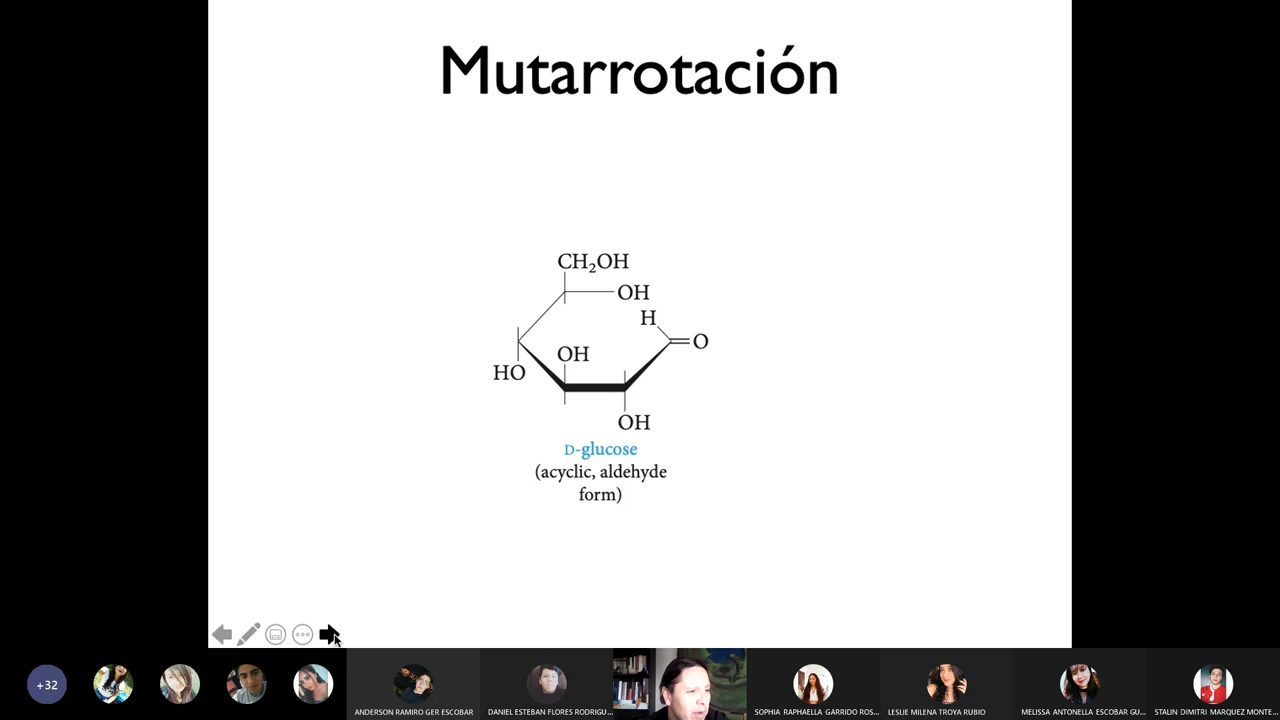 Mutarrotación
CH₂OH
OH
H
O
OH
HO
OH
D-glucose
(acyclic, aldehyde
form)
+32
ANDERSON RAMIRO GER ESCOBAR
DANIEL ESTEBAN FLORES RODRIGU...
SOPHIA RAPHAELLA GARRIDO ROS...
LESLIE MILENA TROYA RUBIO
MELISSA ANTONELLA ESCOBAR GU...
STALIN DIMITRI MARQUEZ MONTE...